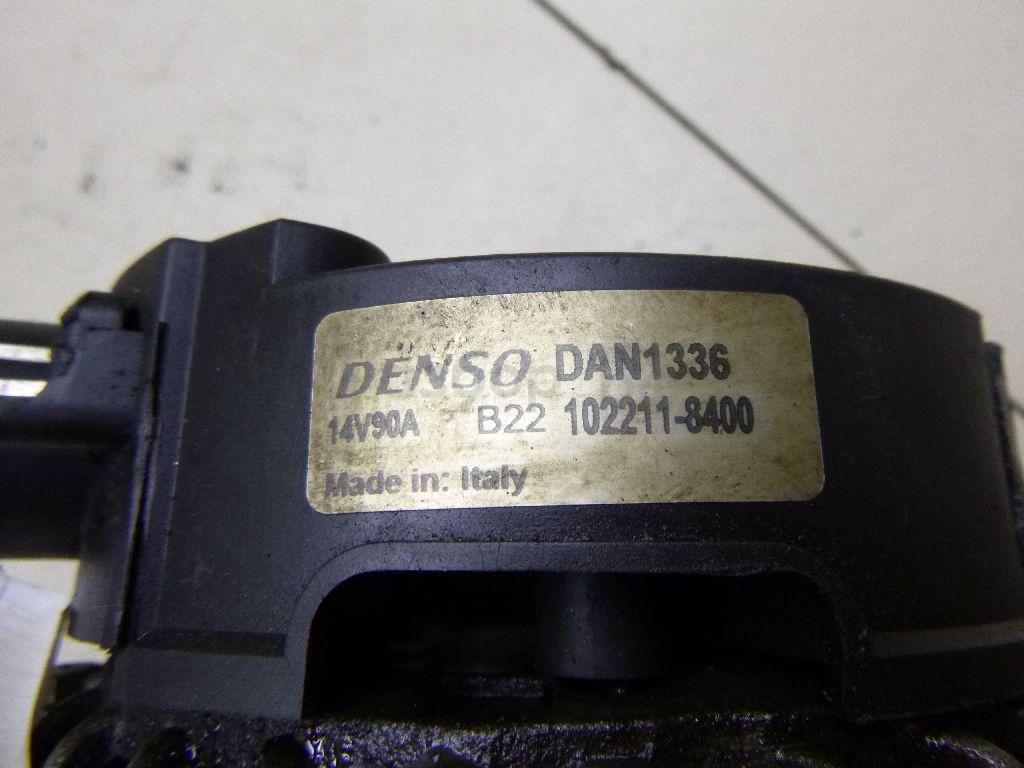 DENSO DAN1336
14V90A B22 102211-8400
Made in: Italy